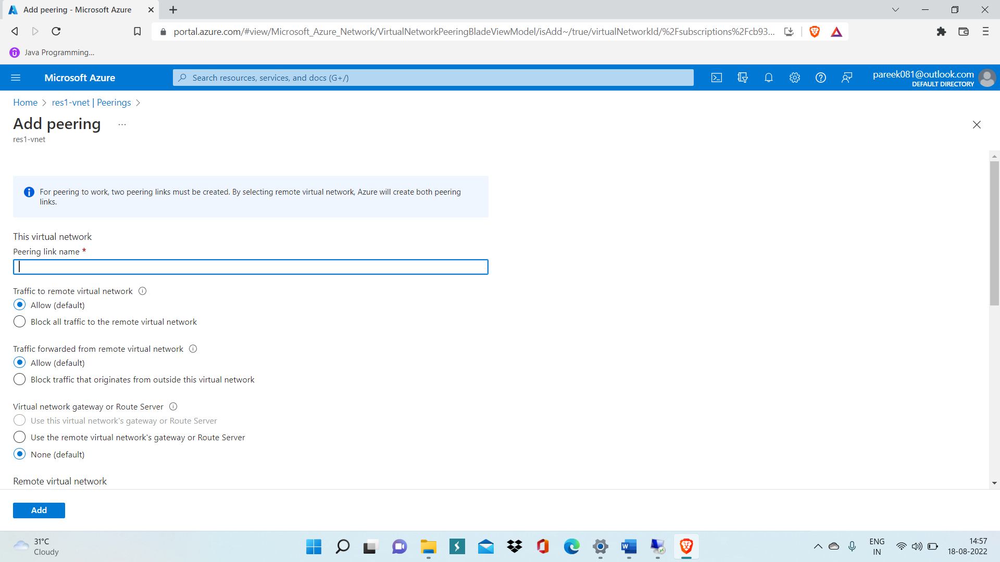 Add peering - Microsoft Azure
portal.azure.com/#view/Microsoft_Azure_Network/VirtualNetworkPeeringBladeViewModel/isAdd~/true/virtualNetworkId/%2Fsubscriptions%2Fcb93...
Java Programming...
Microsoft Azure
Search resources, services, and docs (G+/)
pareek081@outlook.com
DEFAULT DIRECTORY
Home > res1-vnet | Peerings >
Add peering ...
res1-vnet
For peering to work, two peering links must be created. By selecting remote virtual network, Azure will create both peering
links.
This virtual network
Peering link name *
Traffic to remote virtual network
Allow (default)
Block all traffic to the remote virtual network
Traffic forwarded from remote virtual network
Allow (default)
Block traffic that originates from outside this virtual network
Virtual network gateway or Route Server
Use this virtual network's gateway or Route Server
Use the remote virtual network's gateway or Route Server
None (default)
Remote virtual network
Add
31°C
Cloudy
ENG
IN
14:57
18-08-2022